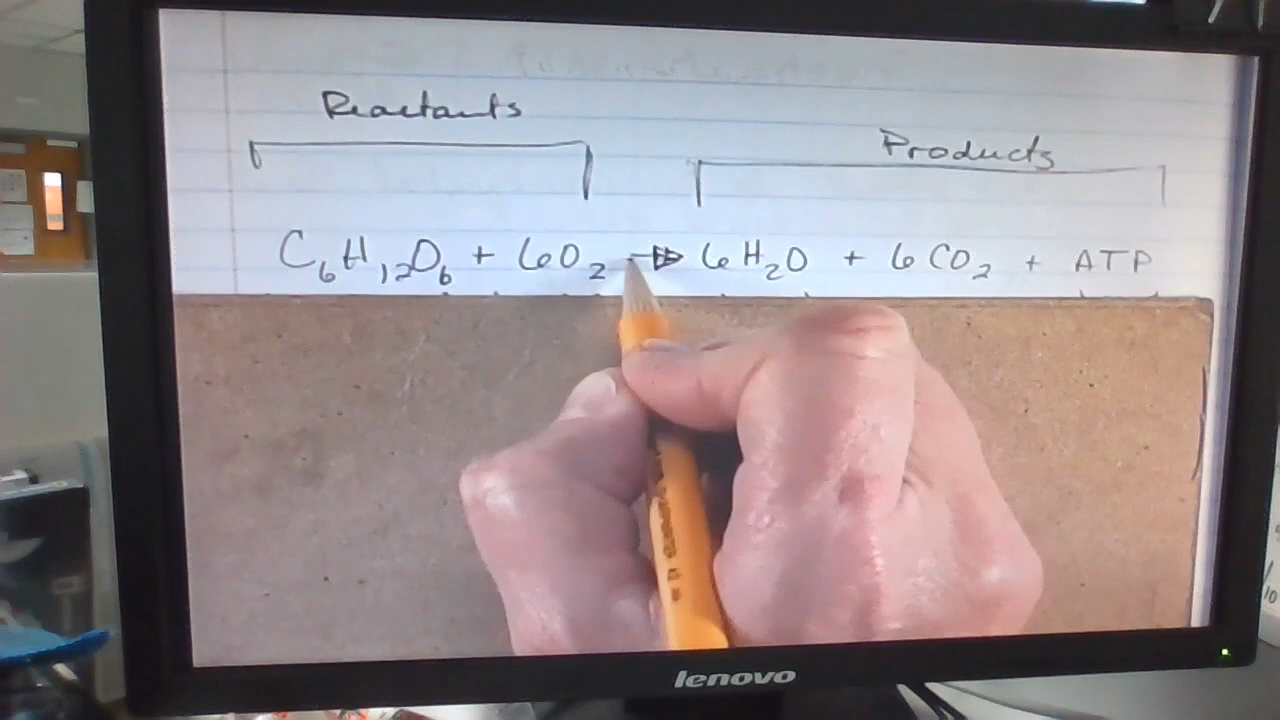 Reactants
Products
C₆H₁₂O₆ + 6O₂ → 6H₂O + 6CO₂ + ATP
lenovo